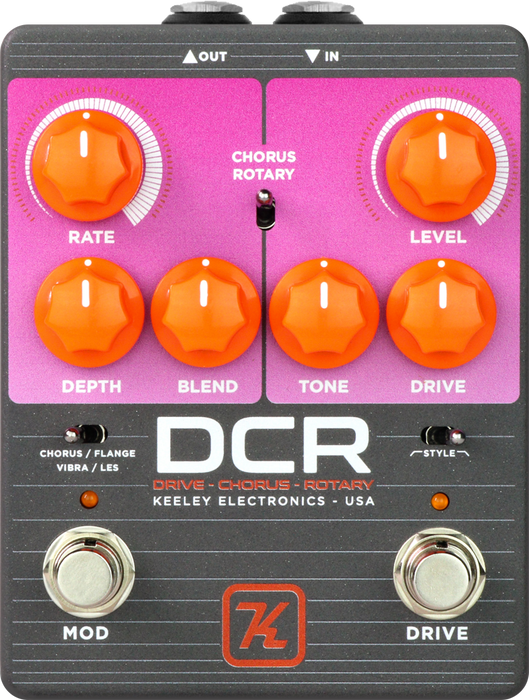 ▲OUT ▼IN
CHORUS
ROTARY
RATE LEVEL
DEPTH BLEND TONE DRIVE
CHORUS / FLANGE
VIBRA / LES
DCR
STYLE
DRIVE - CHORUS - ROTARY
KEELEY ELECTRONICS - USA
MOD DRIVE
K